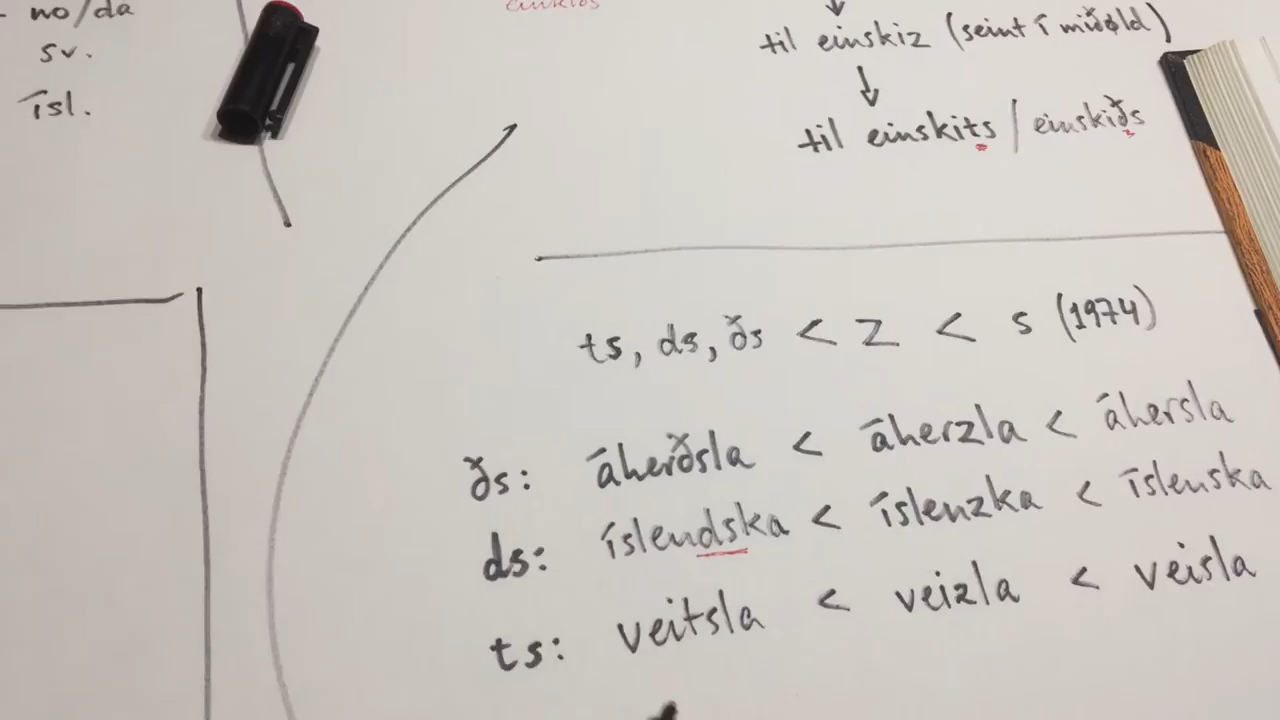 - no/da
sv.
ísl.
til einskiz (seint í miðöld)
til einskits / einskiðs
ts, ds, ðs < z < s (1974)
ðs: áherðsla < áherzla < áhersla
ds: íslendska < íslenzka < íslenska
ts: veitsla < veizla < veisla